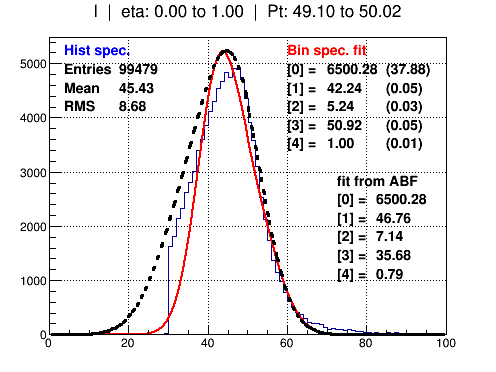 I | eta: 0.00 to 1.00 | Pt: 49.10 to 50.02
Hist spec.
Entries 99479
Mean 45.43
RMS 8.68
Bin spec. fit
[0] = 6500.28 (37.88)
[1] = 42.24 (0.05)
[2] = 5.24 (0.03)
[3] = 50.92 (0.05)
[4] = 1.00 (0.01)
fit from ABF
[0] = 6500.28
[1] = 46.76
[2] = 7.14
[3] = 35.68
[4] = 0.79
5000
4000
3000
2000
1000
0
0 20 40 60 80 100